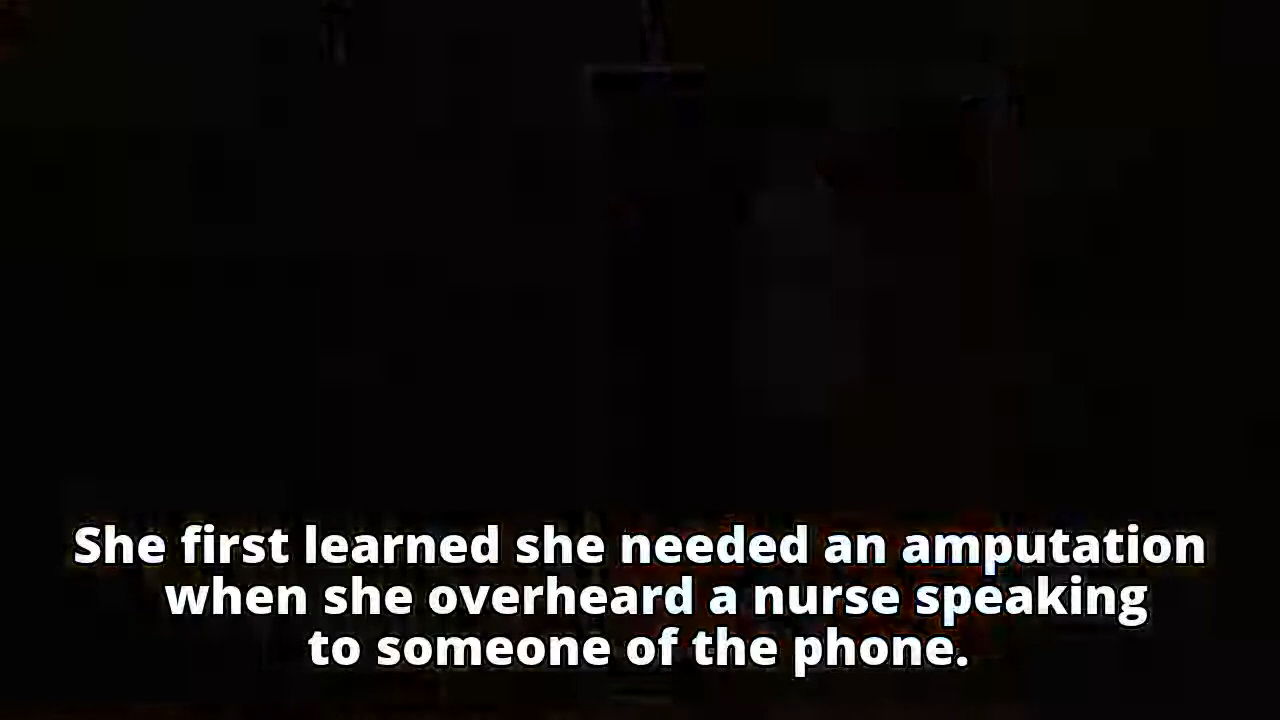 She first learned she needed an amputation
when she overheard a nurse speaking
to someone of the phone.